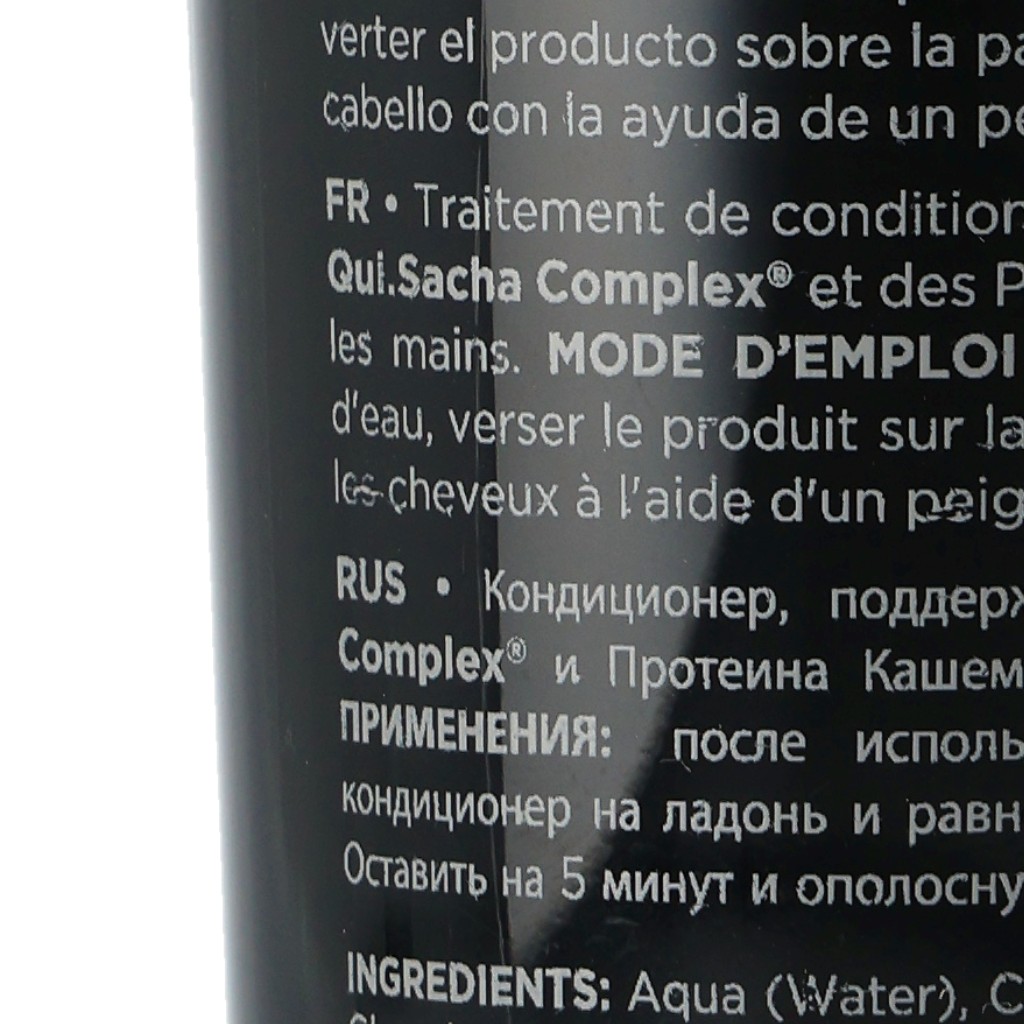 verter el producto sobre la pa
cabello con la ayuda de un pe
FR • Traitement de condition
Qui.Sacha Complex® et des P
les mains. MODE D'EMPLOI
d'eau, verser le produit sur la
les cheveux à l'aide d'un peig
RUS • Кондиционер, поддерж
Complex® и Протеина Кашем
ПРИМЕНЕНИЯ: после исполь
кондиционер на ладонь и равн
Оставить на 5 минут и ополосну
INGREDIENTS: Aqua (Water), C